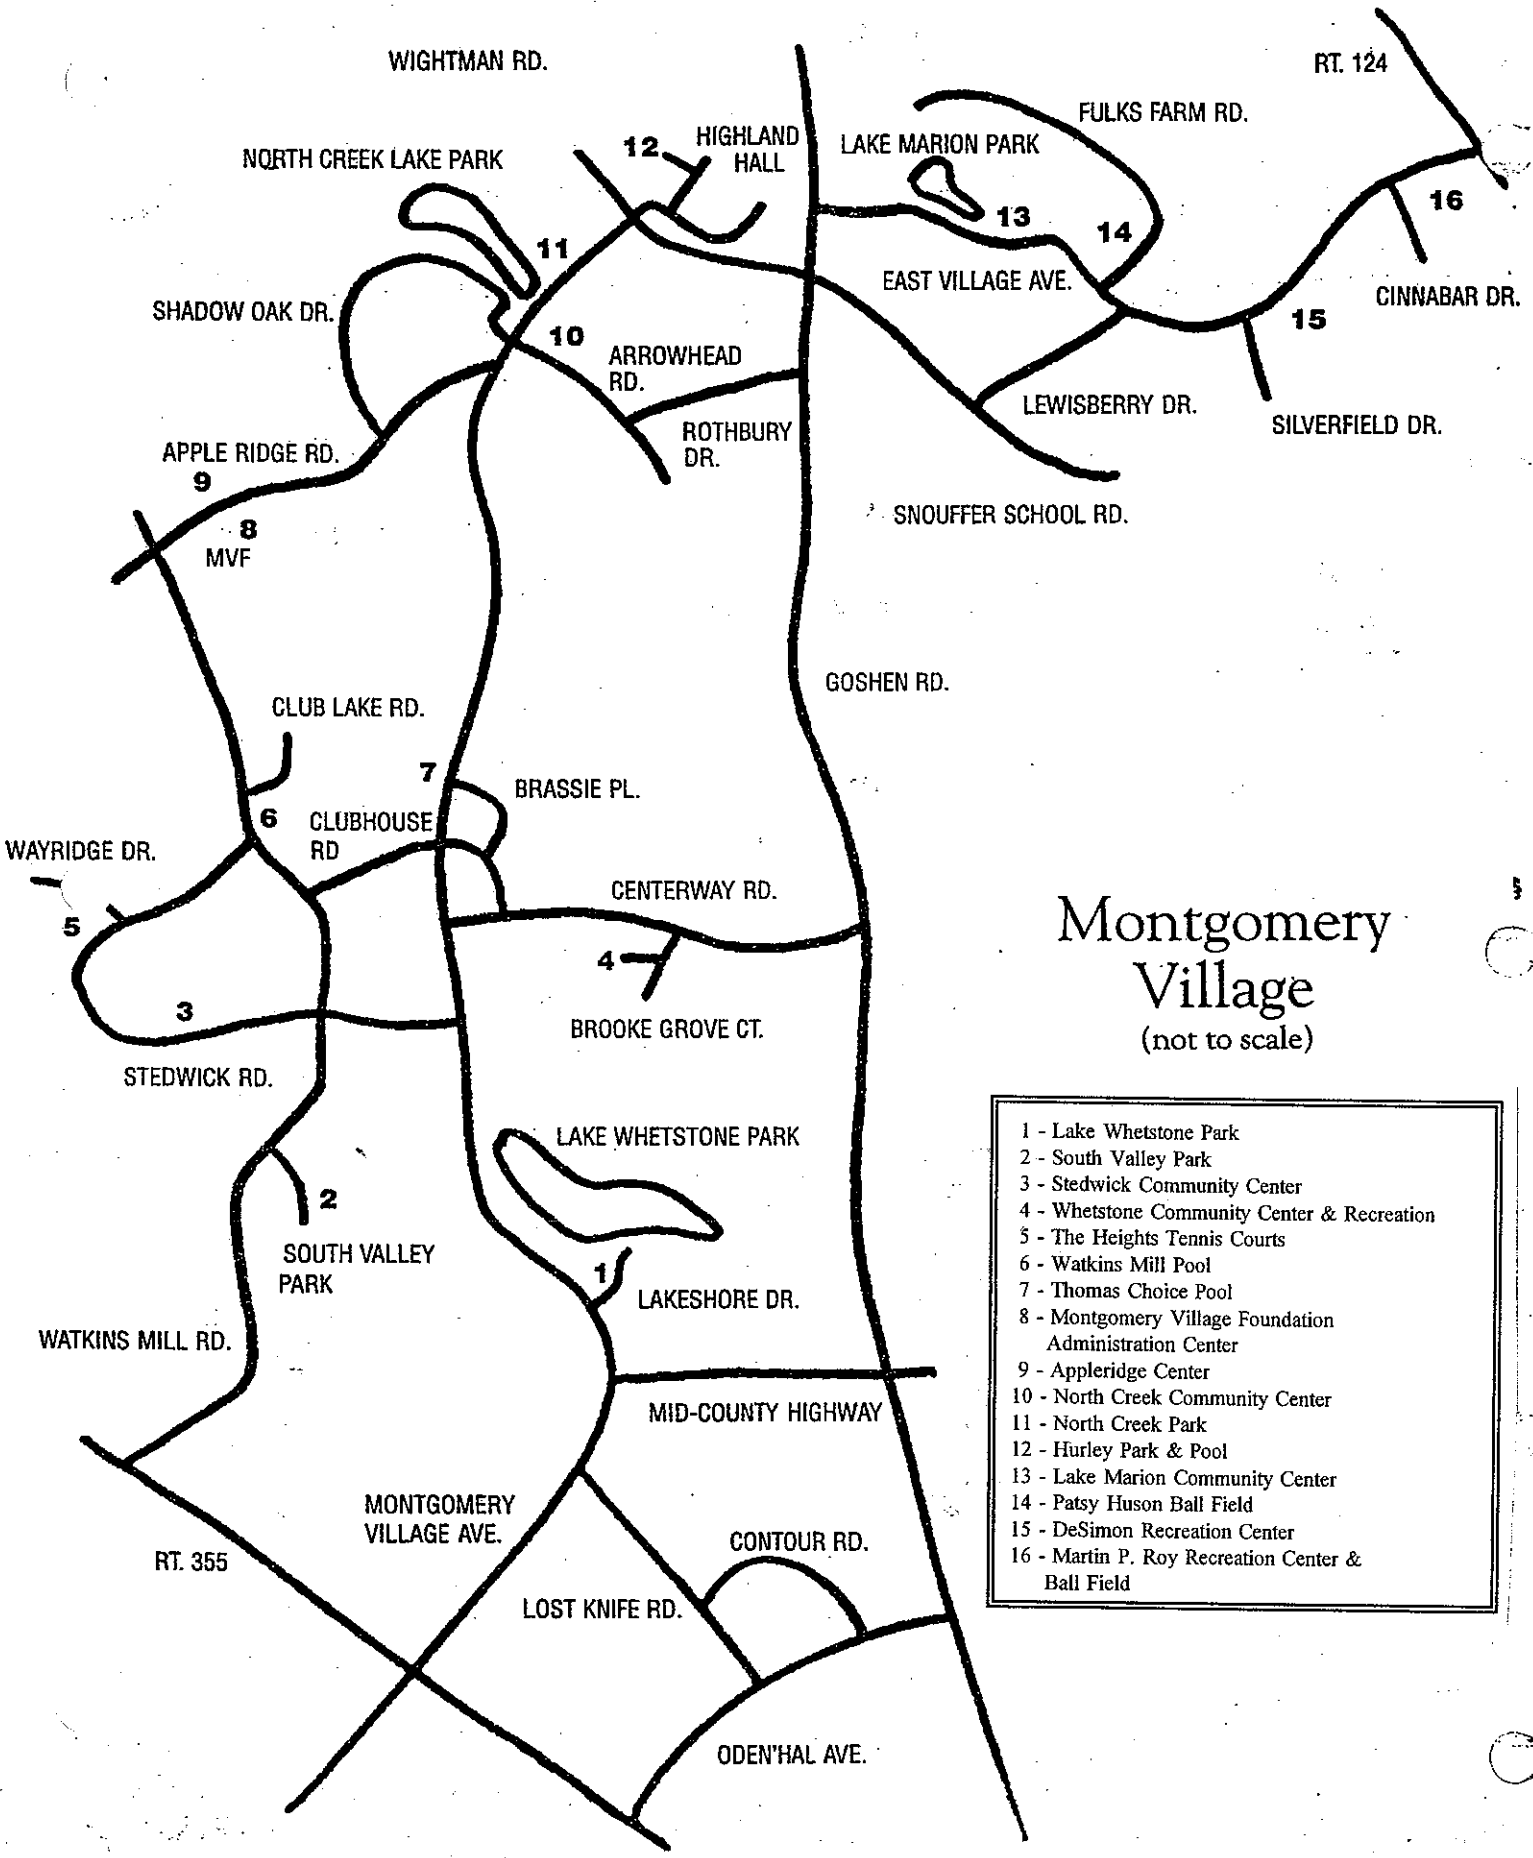 WIGHTMAN RD.
RT. 124
FULKS FARM RD.
12
HIGHLAND
HALL
LAKE MARION PARK
NORTH CREEK LAKE PARK
13
14
16
11
EAST VILLAGE AVE.
CINNABAR DR.
SHADOW OAK DR.
10
15
ARROWHEAD
RD.
LEWISBERRY DR.
SILVERFIELD DR.
ROTHBURY
DR.
APPLE RIDGE RD.
9
8
MVF
SNOUFFER SCHOOL RD.
GOSHEN RD.
CLUB LAKE RD.
7
BRASSIE PL.
6
CLUBHOUSE
RD
WAYRIDGE DR.
CENTERWAY RD.
5
4
3
BROOKE GROVE CT.
STEDWICK RD.
Montgomery
Village
(not to scale)
LAKE WHETSTONE PARK
2
SOUTH VALLEY
PARK
1
LAKESHORE DR.
WATKINS MILL RD.
MID-COUNTY HIGHWAY
MONTGOMERY
VILLAGE AVE.
CONTOUR RD.
RT. 355
LOST KNIFE RD.
ODEN'HAL AVE.
1 - Lake Whetstone Park
2 - South Valley Park
3 - Stedwick Community Center
4 - Whetstone Community Center & Recreation
5 - The Heights Tennis Courts
6 - Watkins Mill Pool
7 - Thomas Choice Pool
8 - Montgomery Village Foundation
Administration Center
9 - Appleridge Center
10 - North Creek Community Center
11 - North Creek Park
12 - Hurley Park & Pool
13 - Lake Marion Community Center
14 - Patsy Huson Ball Field
15 - DeSimon Recreation Center
16 - Martin P. Roy Recreation Center &
Ball Field